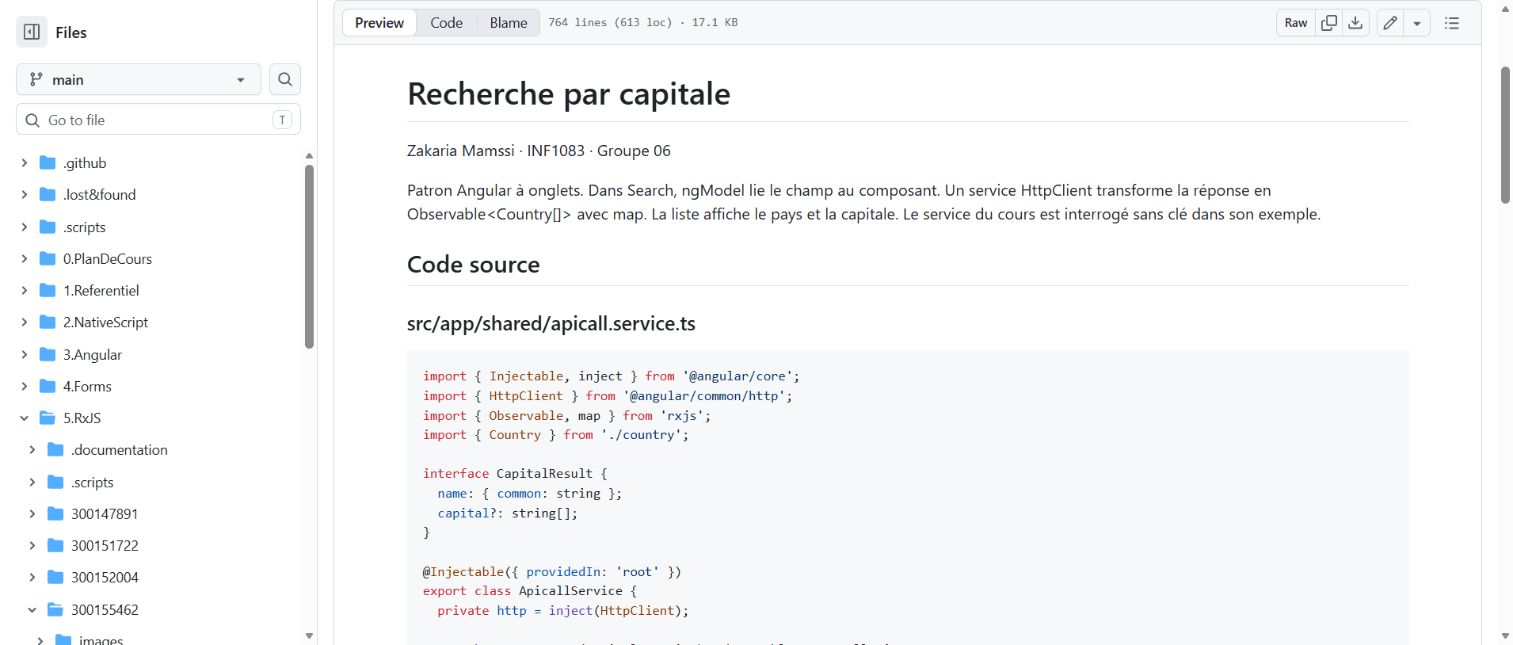 Files
main
Go to file
T
.github
.lost&found
.scripts
0.PlanDeCours
1.Referentiel
2.NativeScript
3.Angular
4.Forms
5.RxJS
.documentation
.scripts
300147891
300151722
300152004
300155462
images
Preview Code Blame 764 lines (613 loc) · 17.1 KB Raw
Recherche par capitale
Zakaria Mamssi · INF1083 · Groupe 06
Patron Angular à onglets. Dans Search, ngModel lie le champ au composant. Un service HttpClient transforme la réponse en
Observable<Country[]> avec map. La liste affiche le pays et la capitale. Le service du cours est interrogé sans clé dans son exemple.
Code source
src/app/shared/apicall.service.ts
import { Injectable, inject } from '@angular/core';
import { HttpClient } from '@angular/common/http';
import { Observable, map } from 'rxjs';
import { Country } from './country';
interface CapitalResult {
name: { common: string };
capital?: string[];
}
@Injectable({ providedIn: 'root' })
export class ApicallService {
private http = inject(HttpClient);